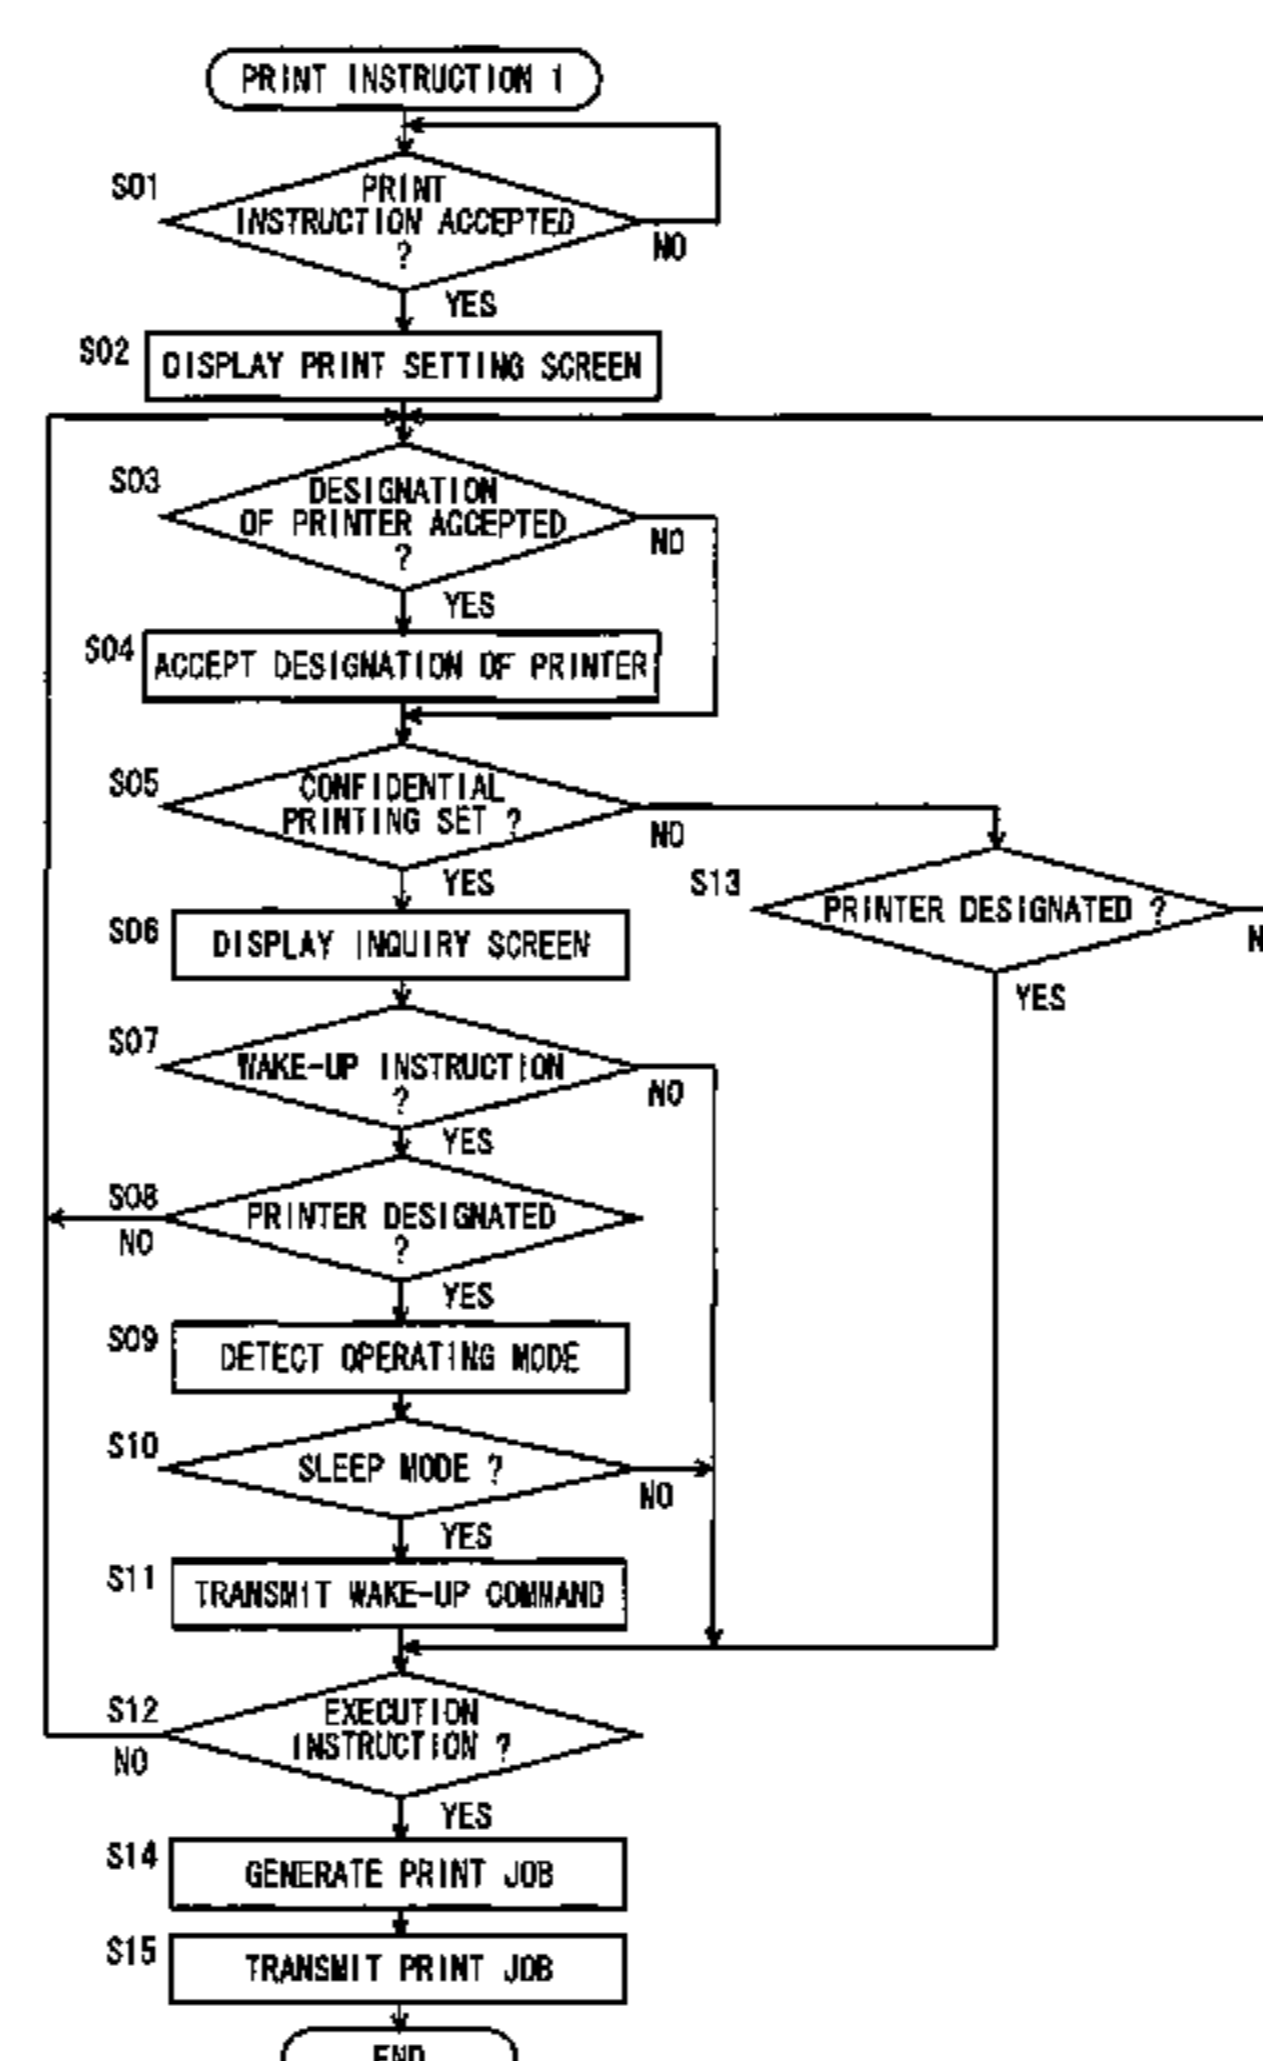 PRINT INSTRUCTION 1
S01
PRINT
INSTRUCTION ACCEPTED
?
NO
YES
S02
DISPLAY PRINT SETTING SCREEN
S03
DESIGNATION
OF PRINTER ACCEPTED
?
NO
YES
S04
ACCEPT DESIGNATION OF PRINTER
S05
CONFIDENTIAL
PRINTING SET ?
NO
YES
S13
PRINTER DESIGNATED ?
YES
S06
DISPLAY INQUIRY SCREEN
S07
WAKE-UP INSTRUCTION
?
NO
YES
S08
PRINTER DESIGNATED
?
NO
YES
S09
DETECT OPERATING MODE
S10
SLEEP MODE ?
NO
YES
S11
TRANSMIT WAKE-UP COMMAND
S12
EXECUTION
INSTRUCTION ?
NO
YES
S14
GENERATE PRINT JOB
S15
TRANSMIT PRINT JOB
END